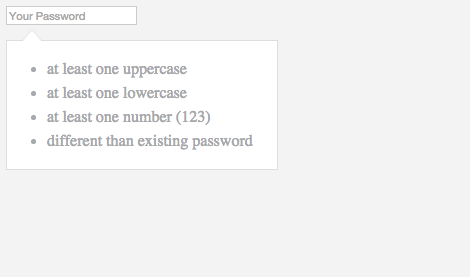 Your Password
at least one uppercase
at least one lowercase
at least one number (123)
different than existing password